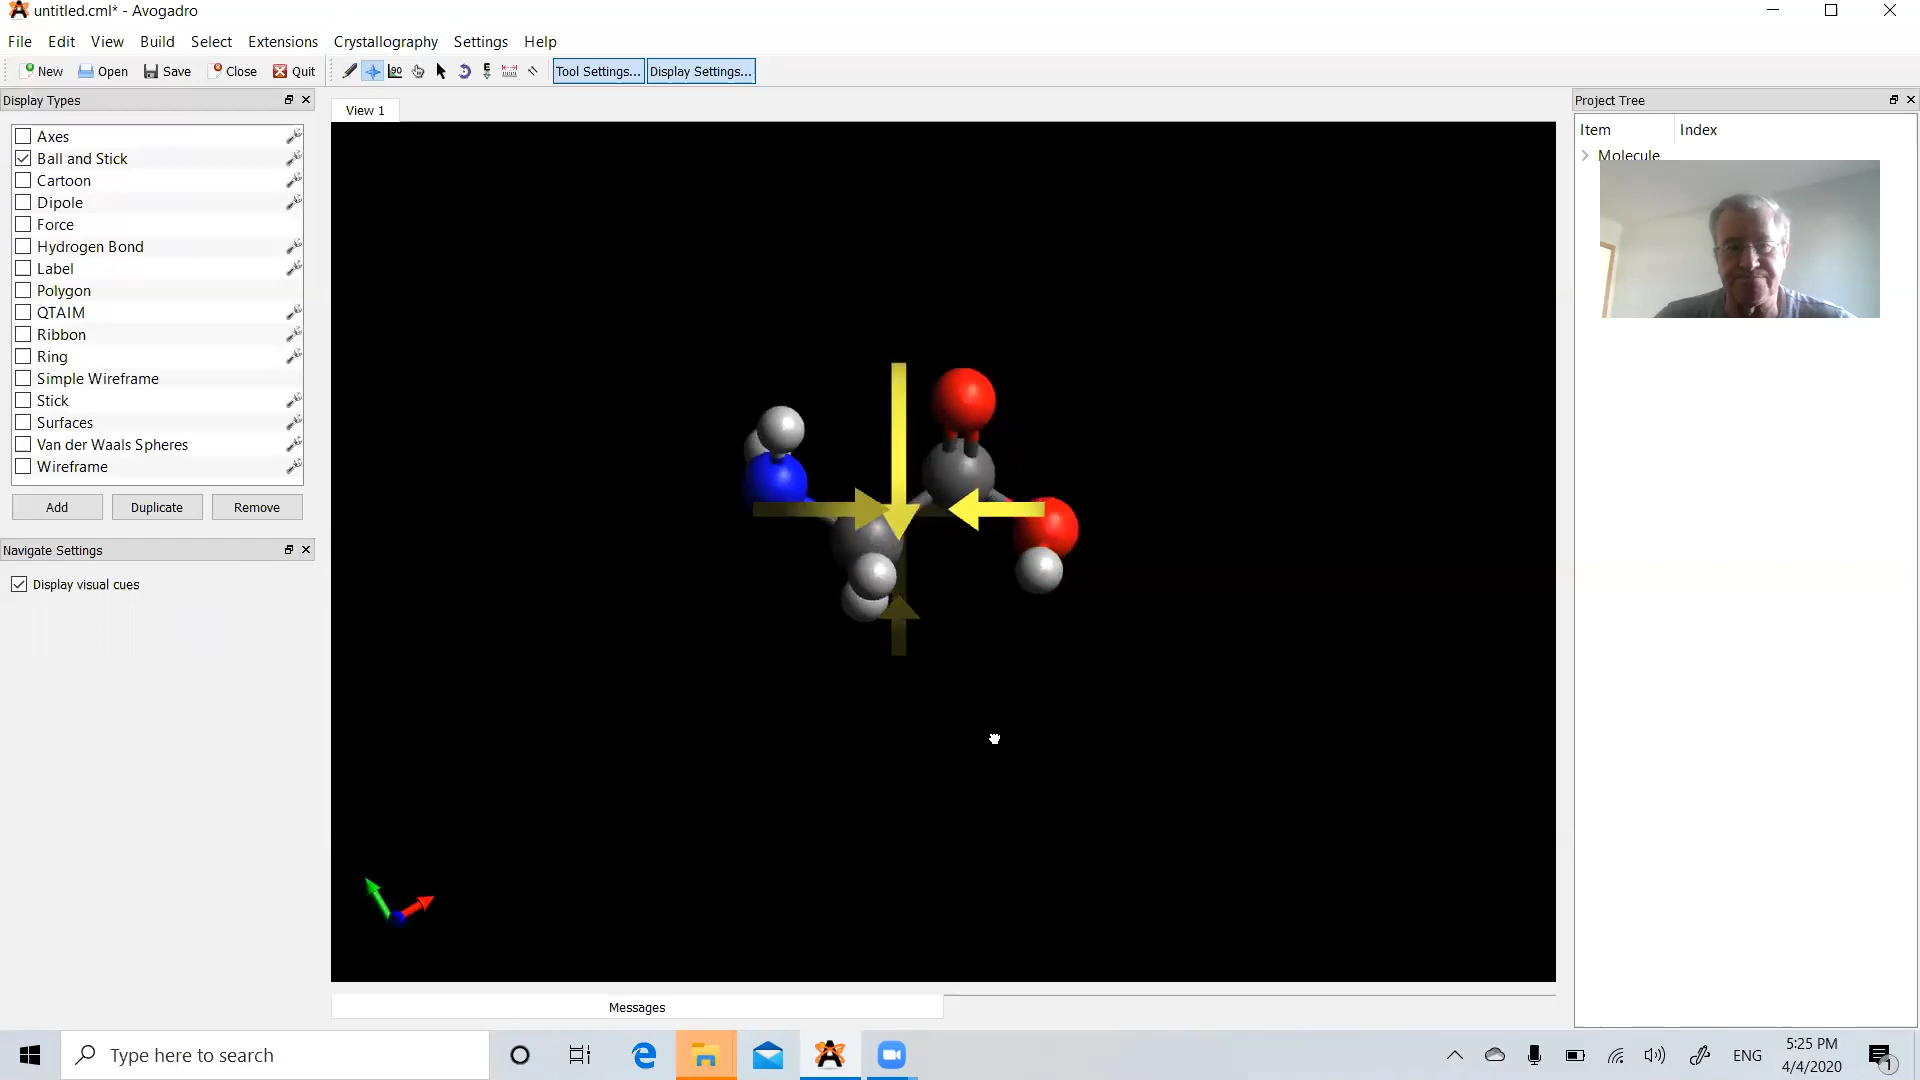 untitled.cml* - Avogadro
File Edit View Build Select Extensions Crystallography Settings Help
New Open Save Close Quit Tool Settings... Display Settings...
Display Types
Axes
Ball and Stick
Cartoon
Dipole
Force
Hydrogen Bond
Label
Polygon
QTAIM
Ribbon
Ring
Simple Wireframe
Stick
Surfaces
Van der Waals Spheres
Wireframe
Add Duplicate Remove
Navigate Settings
Display visual cues
View 1
E
Messages
Project Tree
Item Index
Molecule
Type here to search
ENG
5:25 PM
4/4/2020
1